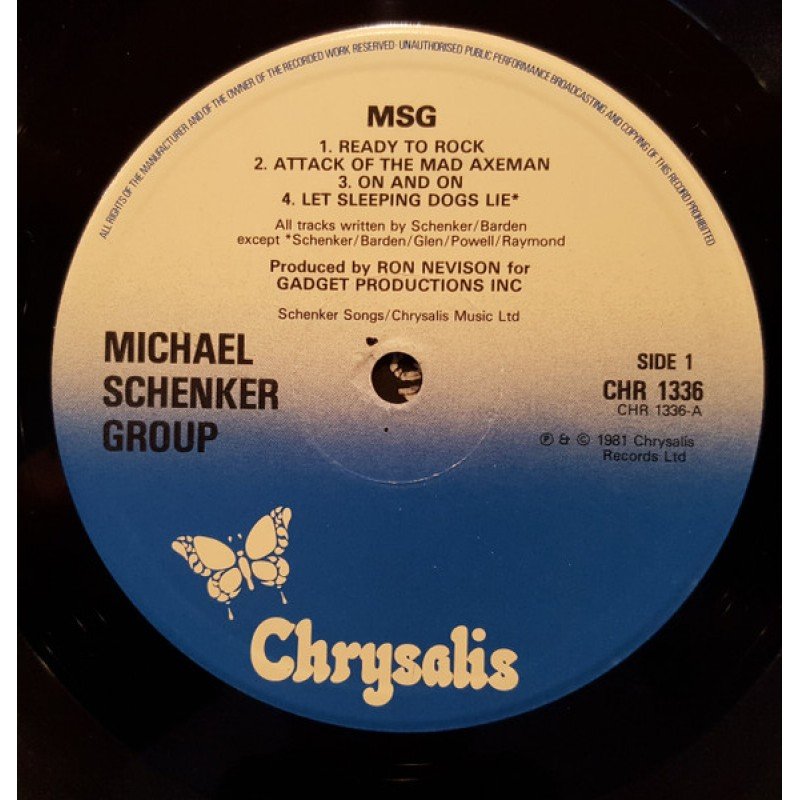 ALL RIGHTS OF THE MANUFACTURER AND OF THE OWNER OF THE RECORDED WORK RESERVED · UNAUTHORISED PUBLIC PERFORMANCE BROADCASTING AND COPYING OF THIS RECORD PROHIBITED
MSG
1. READY TO ROCK
2. ATTACK OF THE MAD AXEMAN
3. ON AND ON
4. LET SLEEPING DOGS LIE*
All tracks written by Schenker/Barden
except *Schenker/Barden/Glen/Powell/Raymond
Produced by RON NEVISON for
GADGET PRODUCTIONS INC
Schenker Songs/Chrysalis Music Ltd
MICHAEL
SCHENKER
GROUP
SIDE 1
CHR 1336
CHR 1336-A
℗ & © 1981 Chrysalis
Records Ltd
Chrysalis